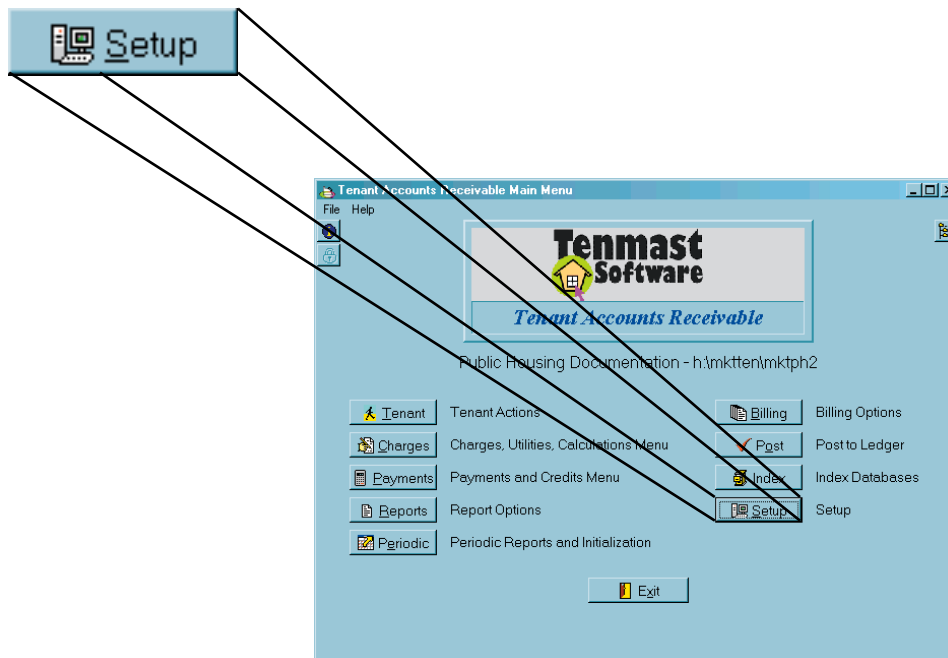 Setup
Tenant Accounts Receivable Main Menu
File Help
Tenmast
Software
Tenant Accounts Receivable
Public Housing Documentation - h:\mktten\mktph2
Tenant Tenant Actions Billing Billing Options
Charges Charges, Utilities, Calculations Menu Post Post to Ledger
Payments Payments and Credits Menu Index Index Databases
Reports Report Options Setup Setup
Periodic Periodic Reports and Initialization
Exit